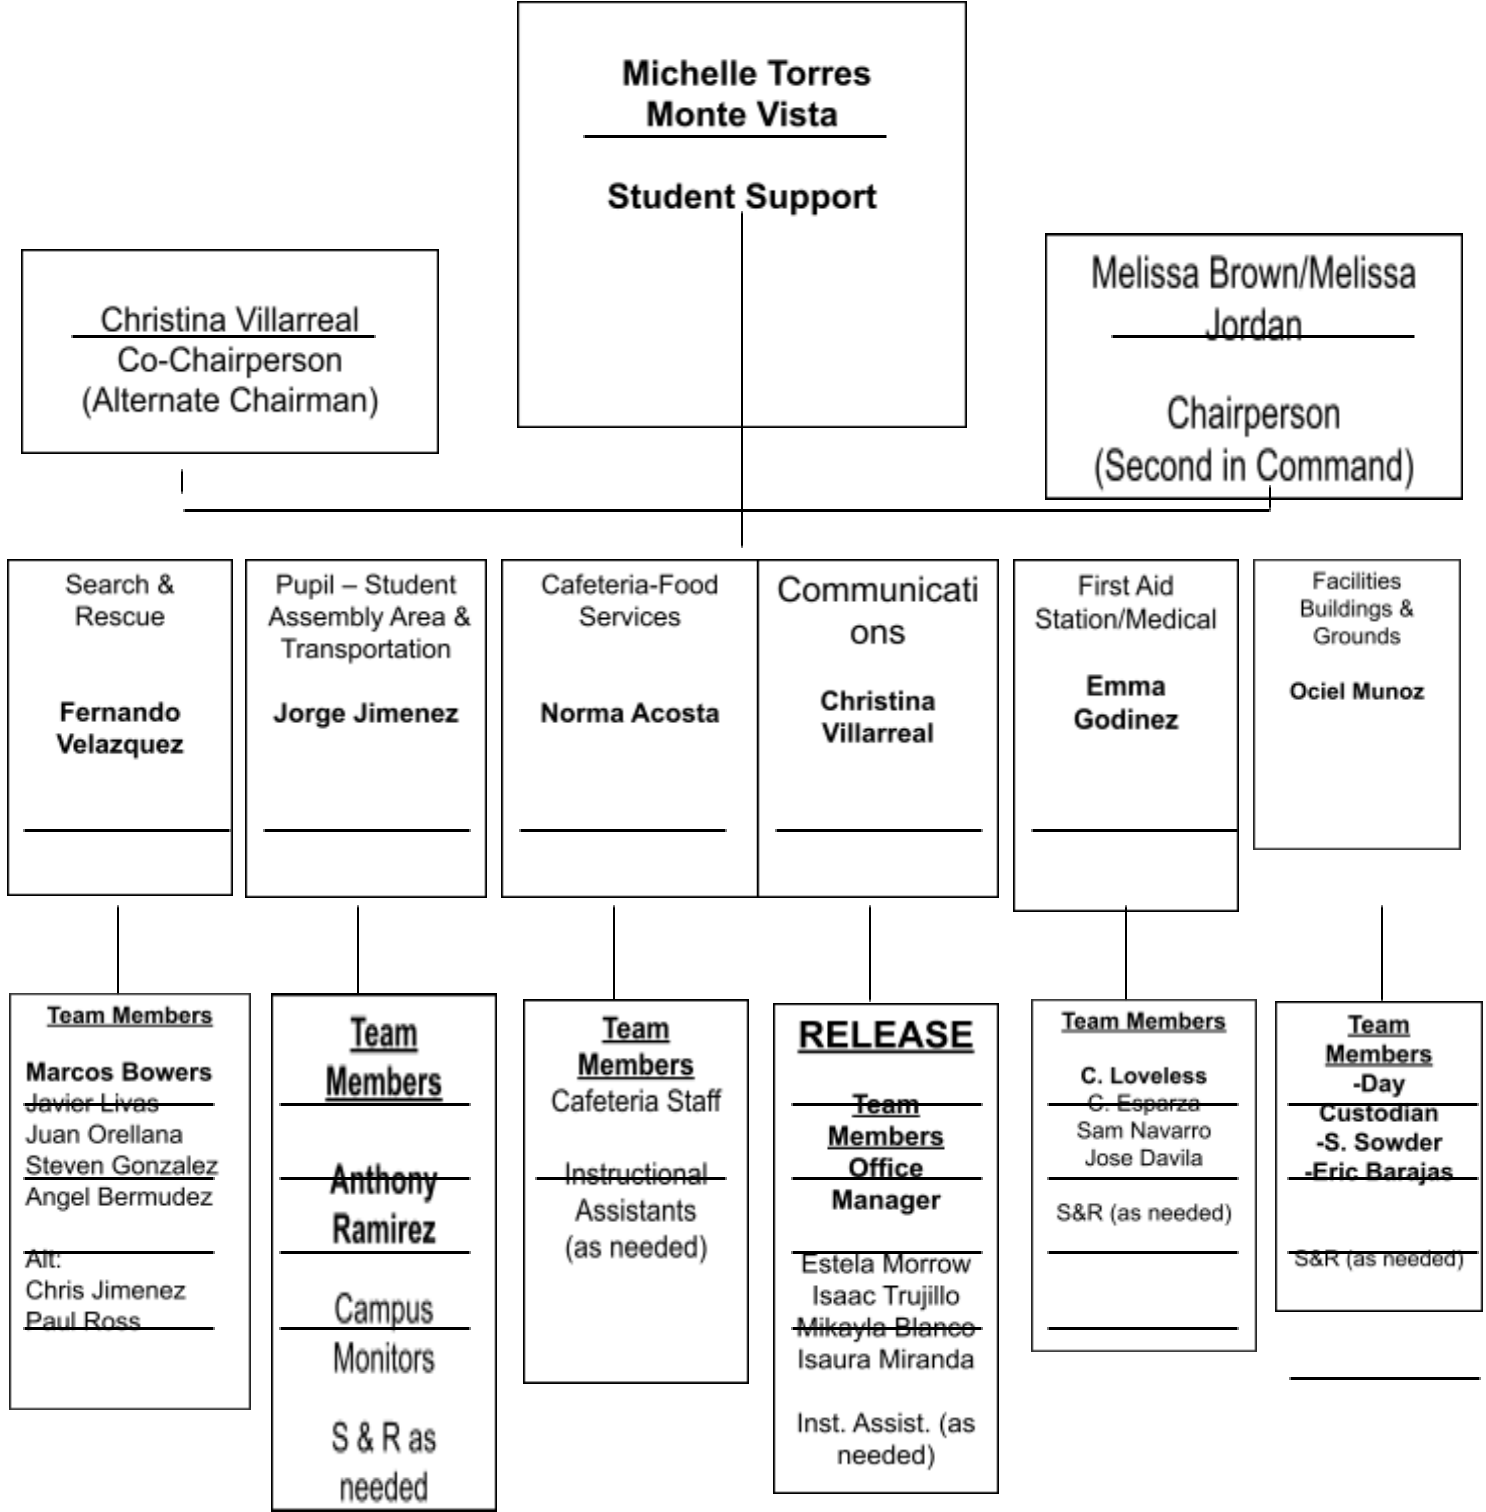 Michelle Torres
Monte Vista
Student Support
Christina Villarreal
Co-Chairperson
(Alternate Chairman)
Melissa Brown/Melissa
Jordan
Chairperson
(Second in Command)
Search &
Rescue
Fernando
Velazquez
Pupil – Student
Assembly Area &
Transportation
Jorge Jimenez
Cafeteria-Food
Services
Norma Acosta
Communicati
ons
Christina
Villarreal
First Aid
Station/Medical
Emma
Godinez
Facilities
Buildings &
Grounds
Ociel Munoz
Team Members
Marcos Bowers
Javier Livas
Juan Orellana
Steven Gonzalez
Angel Bermudez
Alt:
Chris Jimenez
Paul Ross
Team
Members
Anthony
Ramirez
Campus
Monitors
S & R as
needed
Team
Members
Cafeteria Staff
Instructional
Assistants
(as needed)
RELEASE
Team
Members
Office
Manager
Estela Morrow
Isaac Trujillo
Mikayla Blanco
Isaura Miranda
Inst. Assist. (as
needed)
Team Members
C. Loveless
C. Esparza
Sam Navarro
Jose Davila
S&R (as needed)
Team
Members
-Day
Custodian
-S. Sowder
-Eric Barajas
S&R (as needed)